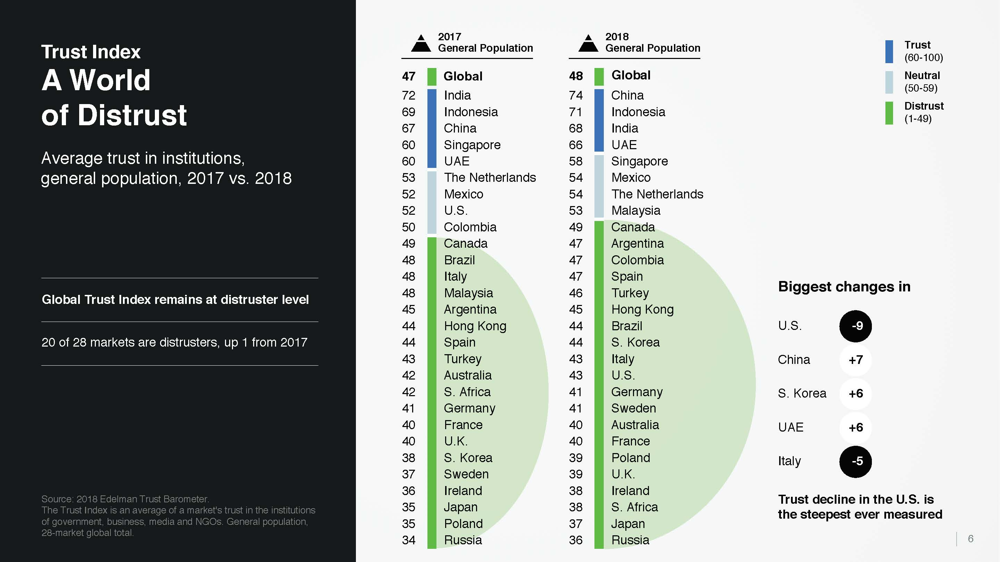 Trust Index
A World
of Distrust
Average trust in institutions,
general population, 2017 vs. 2018
Global Trust Index remains at distruster level
20 of 28 markets are distrusters, up 1 from 2017
Source: 2018 Edelman Trust Barometer.
The Trust Index is an average of a market's trust in the institutions
of government, business, media and NGOs. General population,
28-market global total.
2017
General Population
47 Global
72 India
69 Indonesia
67 China
60 Singapore
60 UAE
53 The Netherlands
52 Mexico
52 U.S.
50 Colombia
49 Canada
48 Brazil
48 Italy
48 Malaysia
45 Argentina
44 Hong Kong
44 Spain
43 Turkey
42 Australia
42 S. Africa
41 Germany
40 France
40 U.K.
38 S. Korea
37 Sweden
36 Ireland
35 Japan
35 Poland
34 Russia
2018
General Population
48 Global
74 China
71 Indonesia
68 India
66 UAE
58 Singapore
54 Mexico
54 The Netherlands
53 Malaysia
49 Canada
47 Argentina
47 Colombia
47 Spain
46 Turkey
45 Hong Kong
44 Brazil
44 S. Korea
43 Italy
43 U.S.
41 Germany
41 Sweden
40 Australia
40 France
39 Poland
39 U.K.
38 Ireland
38 S. Africa
37 Japan
36 Russia
Trust
(60-100)
Neutral
(50-59)
Distrust
(1-49)
Biggest changes in
U.S. -9
China +7
S. Korea +6
UAE +6
Italy -5
Trust decline in the U.S. is
the steepest ever measured
6